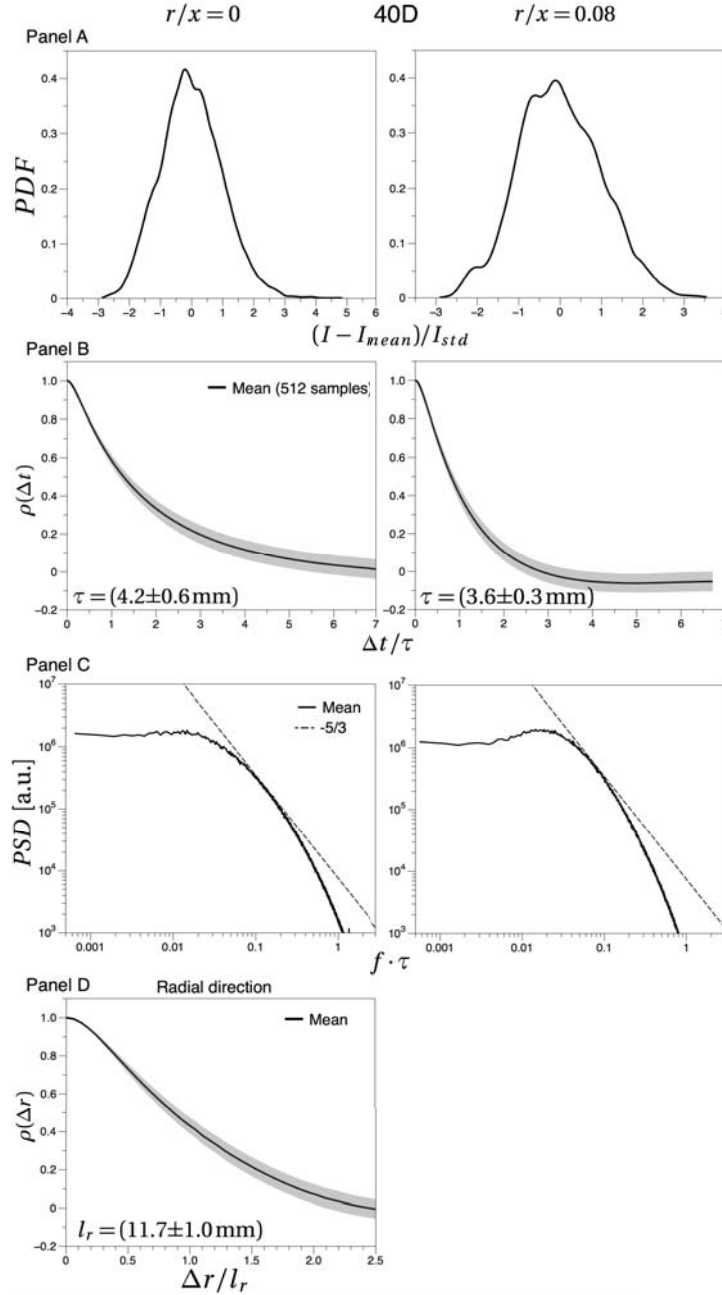 r/x = 0 40D r/x = 0.08
Panel A
PDF
0.4
0.3
0.2
0.1
0
−4 −3 −2 −1 0 1 2 3 4 5 6
0.4
0.3
0.2
0.1
0
−3 −2 −1 0 1 2 3
(I − I_mean)/I_std
Panel B
ρ(Δt)
1.0
0.8
0.6
0.4
0.2
0
−0.2
Mean (512 samples)
τ = (4.2±0.6 mm)
0 1 2 3 4 5 6 7
1.0
0.8
0.6
0.4
0.2
0
−0.2
τ = (3.6±0.3 mm)
0 1 2 3 4 5 6
Δt/τ
Panel C
PSD [a.u.]
10^7
10^6
10^5
10^4
10^3
Mean
-5/3
0.001 0.01 0.1 1
10^7
10^6
10^5
10^4
10^3
0.001 0.01 0.1 1
f · τ
Panel D
Radial direction
ρ(Δr)
1.0
0.8
0.6
0.4
0.2
0
−0.2
Mean
l_r = (11.7±1.0 mm)
0 0.5 1.0 1.5 2.0 2.5
Δr/l_r